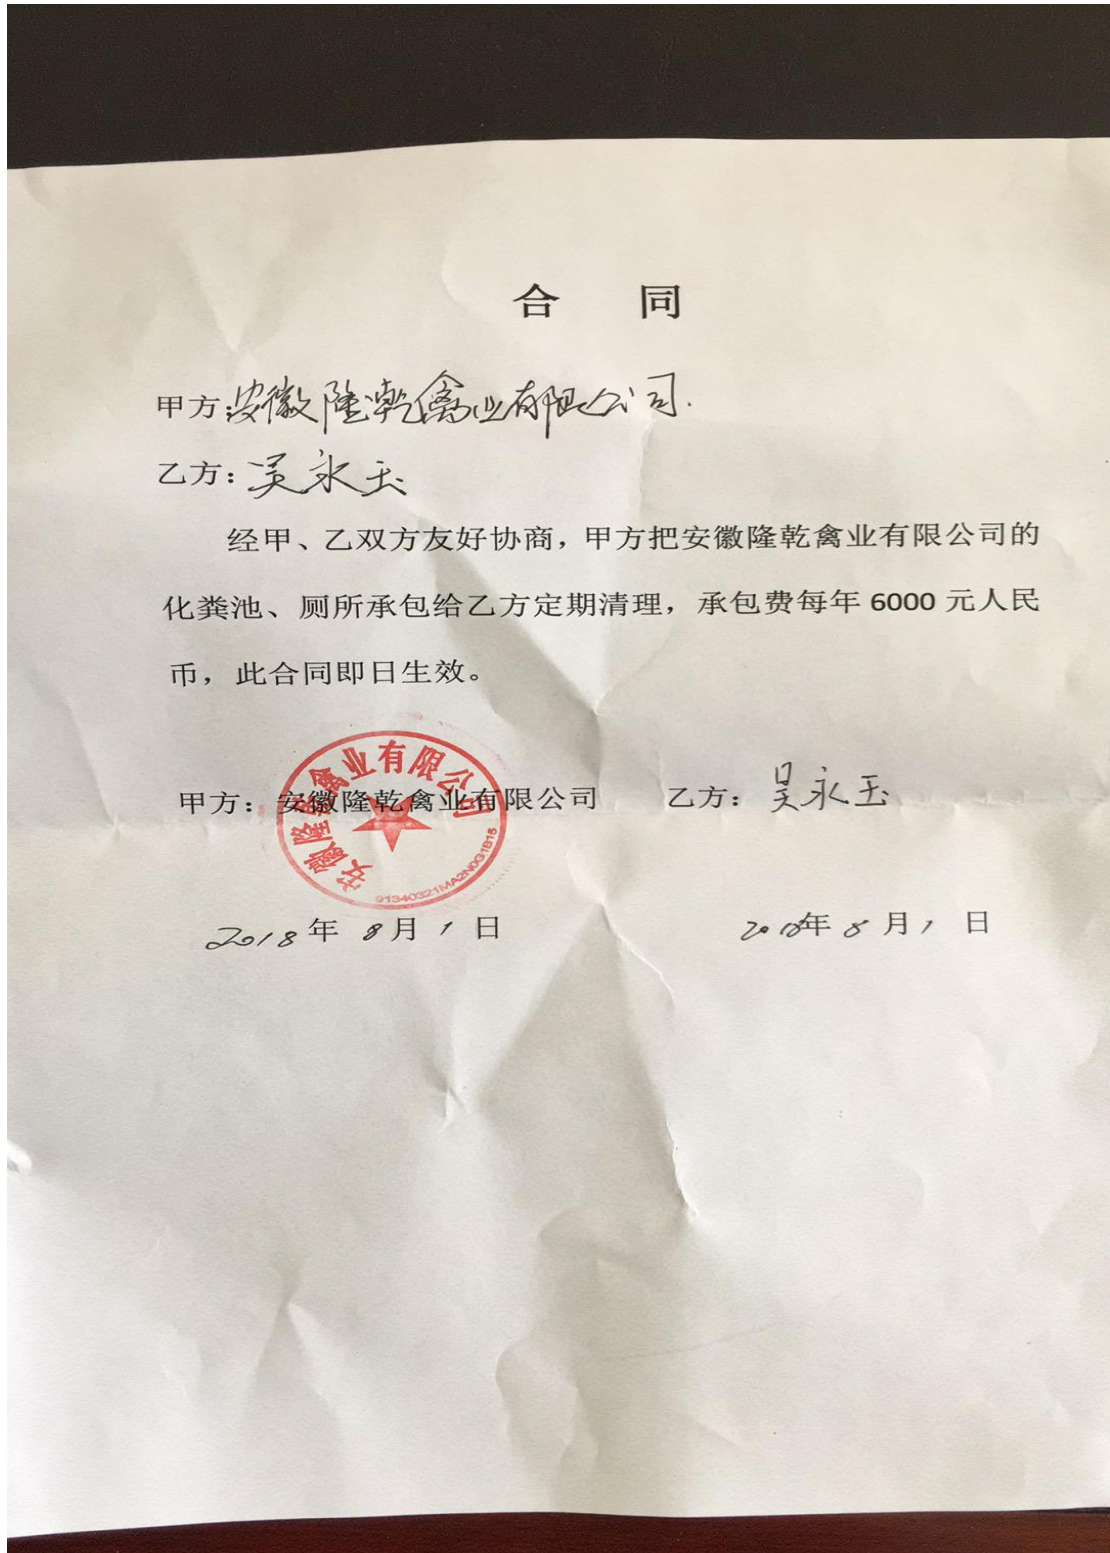 合 同
甲方:安徽隆乾禽业有限公司.
乙方:吴永玉
经甲、乙双方友好协商，甲方把安徽隆乾禽业有限公司的
化粪池、厕所承包给乙方定期清理，承包费每年 6000 元人民
币，此合同即日生效。
甲方：安徽隆乾禽业有限公司 乙方：吴永玉
安徽隆乾禽业有限公司
91340321MA2N0G1B15
2018年 8月 1 日 2018年 8 月 1 日